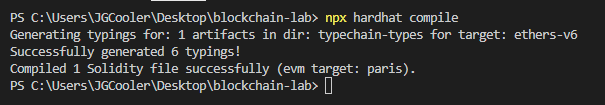 PS C:\Users\JGCooler\Desktop\blockchain-lab> npx hardhat compile
Generating typings for: 1 artifacts in dir: typechain-types for target: ethers-v6
Successfully generated 6 typings!
Compiled 1 Solidity file successfully (evm target: paris).
PS C:\Users\JGCooler\Desktop\blockchain-lab>